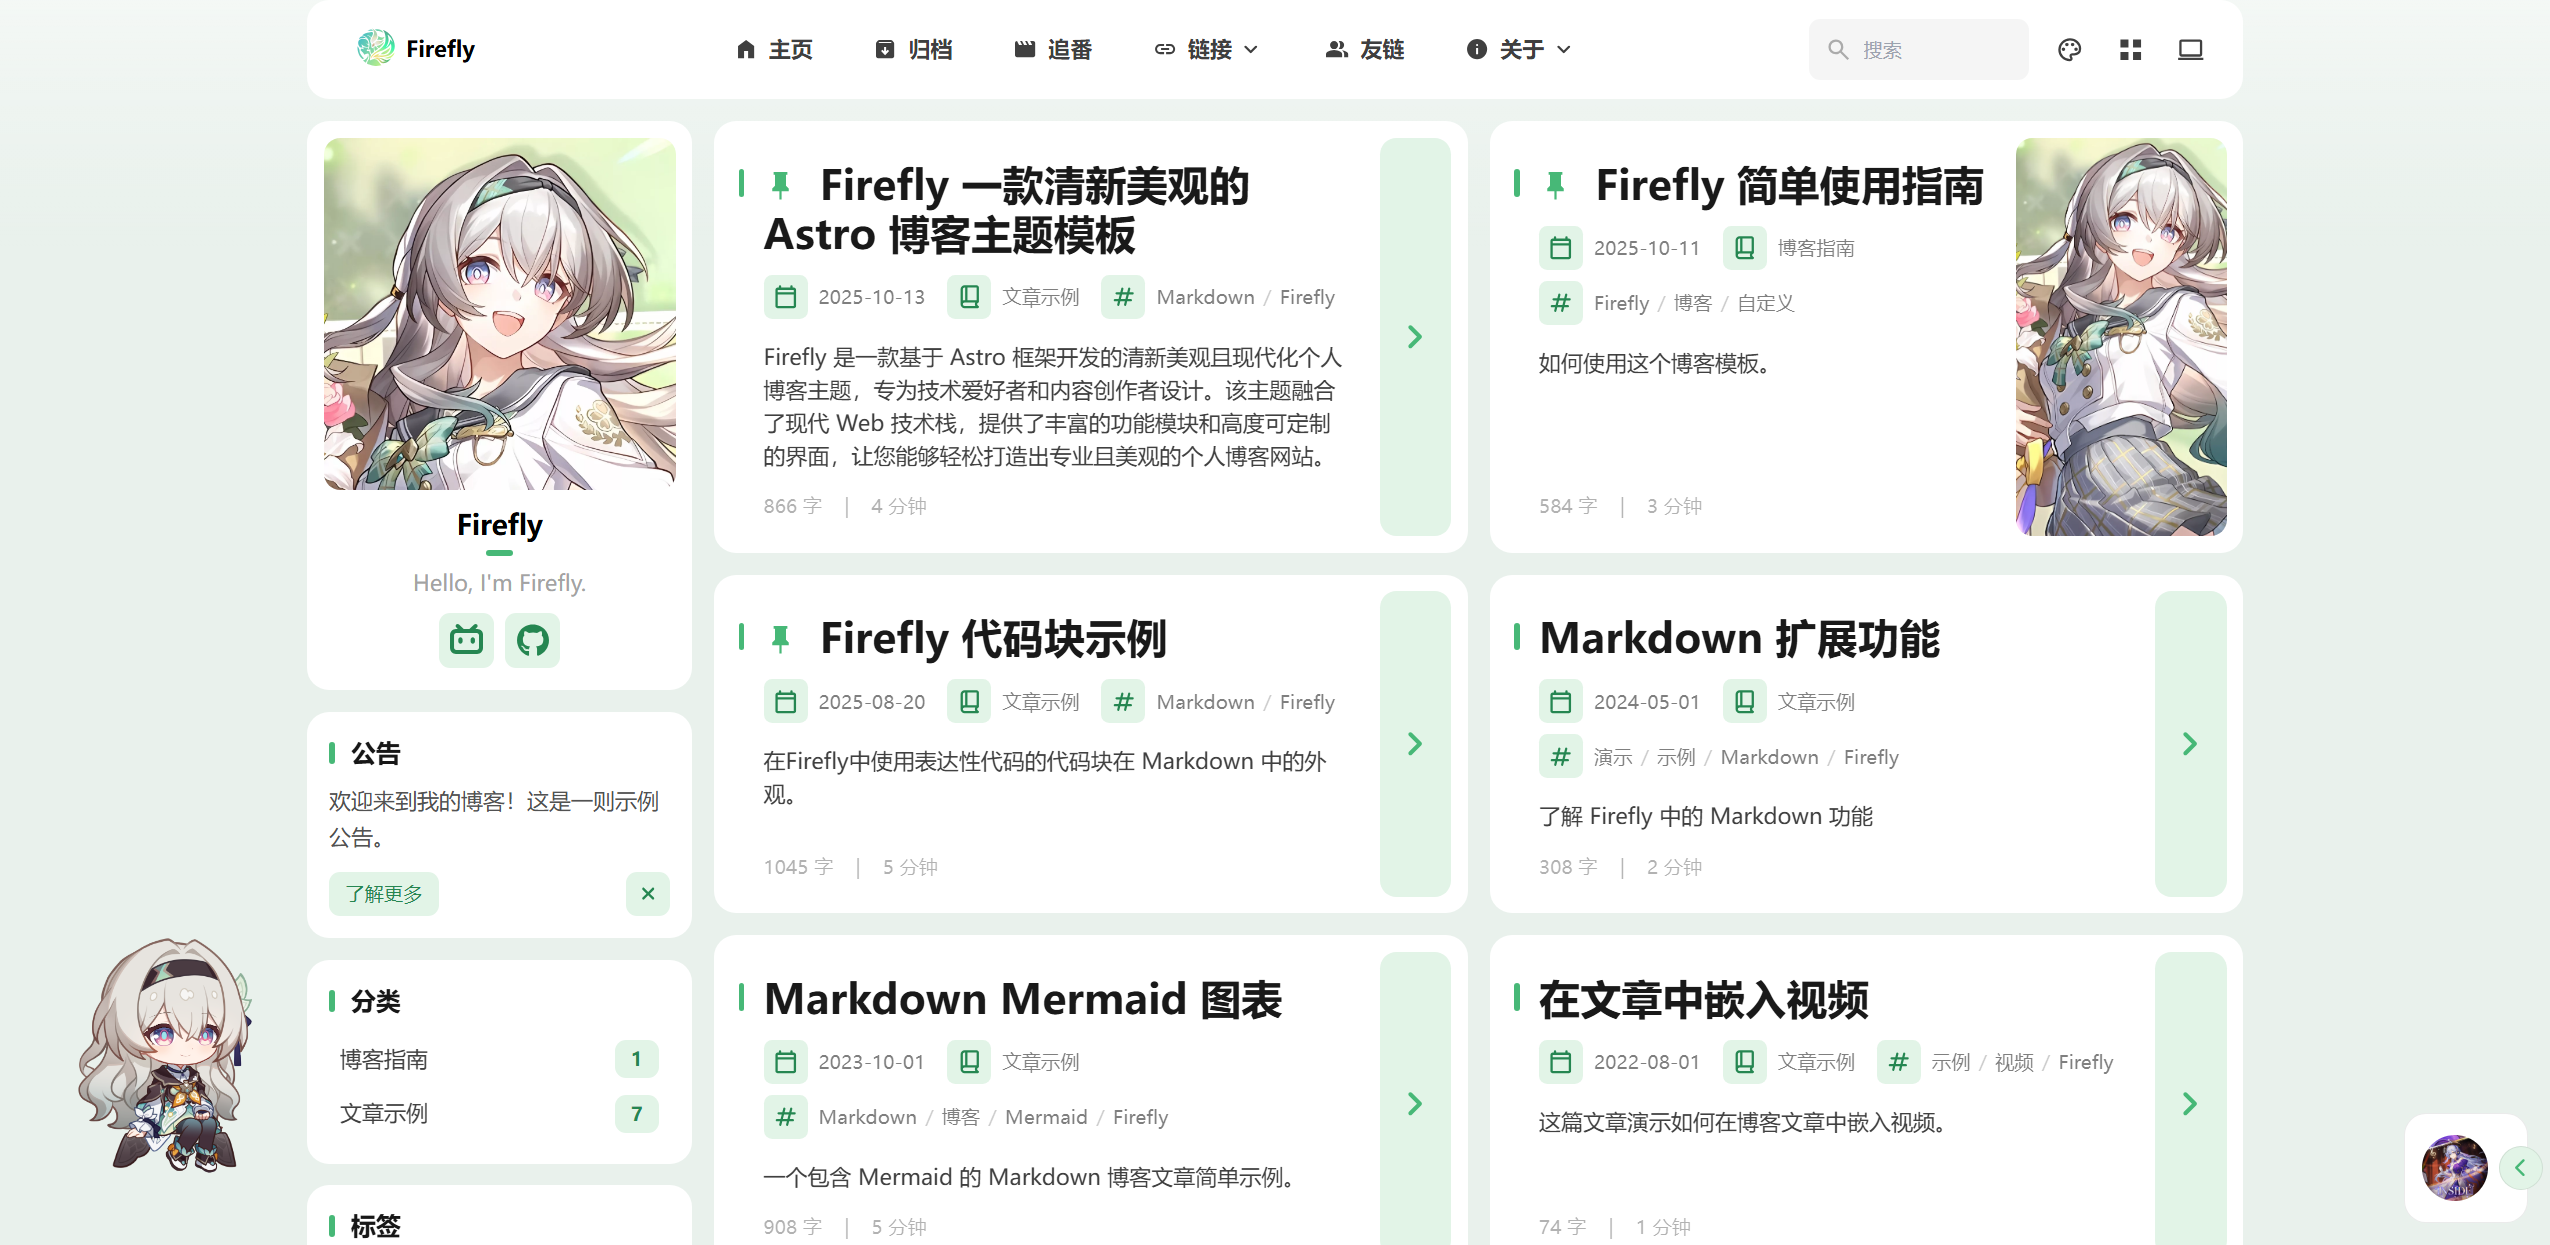 Firefly
主页
归档
追番
链接
友链
关于
搜索
Firefly
Hello, I'm Firefly.
公告
欢迎来到我的博客！这是一则示例
公告。
了解更多
分类
博客指南 1
文章示例 7
标签
Firefly 一款清新美观的
Astro 博客主题模板
2025-10-13 文章示例 # Markdown / Firefly
Firefly 是一款基于 Astro 框架开发的清新美观且现代化个人
博客主题，专为技术爱好者和内容创作者设计。该主题融合
了现代 Web 技术栈，提供了丰富的功能模块和高度可定制
的界面，让您能够轻松打造出专业且美观的个人博客网站。
866 字 | 4 分钟
Firefly 简单使用指南
2025-10-11 博客指南
# Firefly / 博客 / 自定义
如何使用这个博客模板。
584 字 | 3 分钟
Firefly 代码块示例
2025-08-20 文章示例 # Markdown / Firefly
在Firefly中使用表达性代码的代码块在 Markdown 中的外
观。
1045 字 | 5 分钟
Markdown 扩展功能
2024-05-01 文章示例
# 演示 / 示例 / Markdown / Firefly
了解 Firefly 中的 Markdown 功能
308 字 | 2 分钟
Markdown Mermaid 图表
2023-10-01 文章示例
# Markdown / 博客 / Mermaid / Firefly
一个包含 Mermaid 的 Markdown 博客文章简单示例。
908 字 | 5 分钟
在文章中嵌入视频
2022-08-01 文章示例 # 示例 / 视频 / Firefly
这篇文章演示如何在博客文章中嵌入视频。
74 字 | 1 分钟